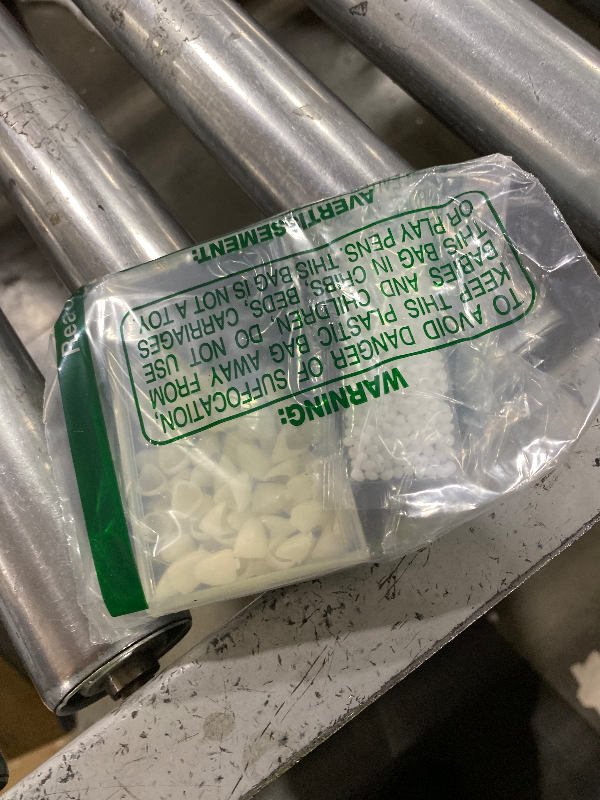 WARNING:
TO AVOID DANGER OF SUFFOCATION,
KEEP THIS PLASTIC BAG AWAY FROM
BABIES AND CHILDREN. DO NOT USE
THIS BAG IN CRIBS, BEDS, CARRIAGES
OR PLAY PENS. THIS BAG IS NOT A TOY.
AVERTISSEMENT: